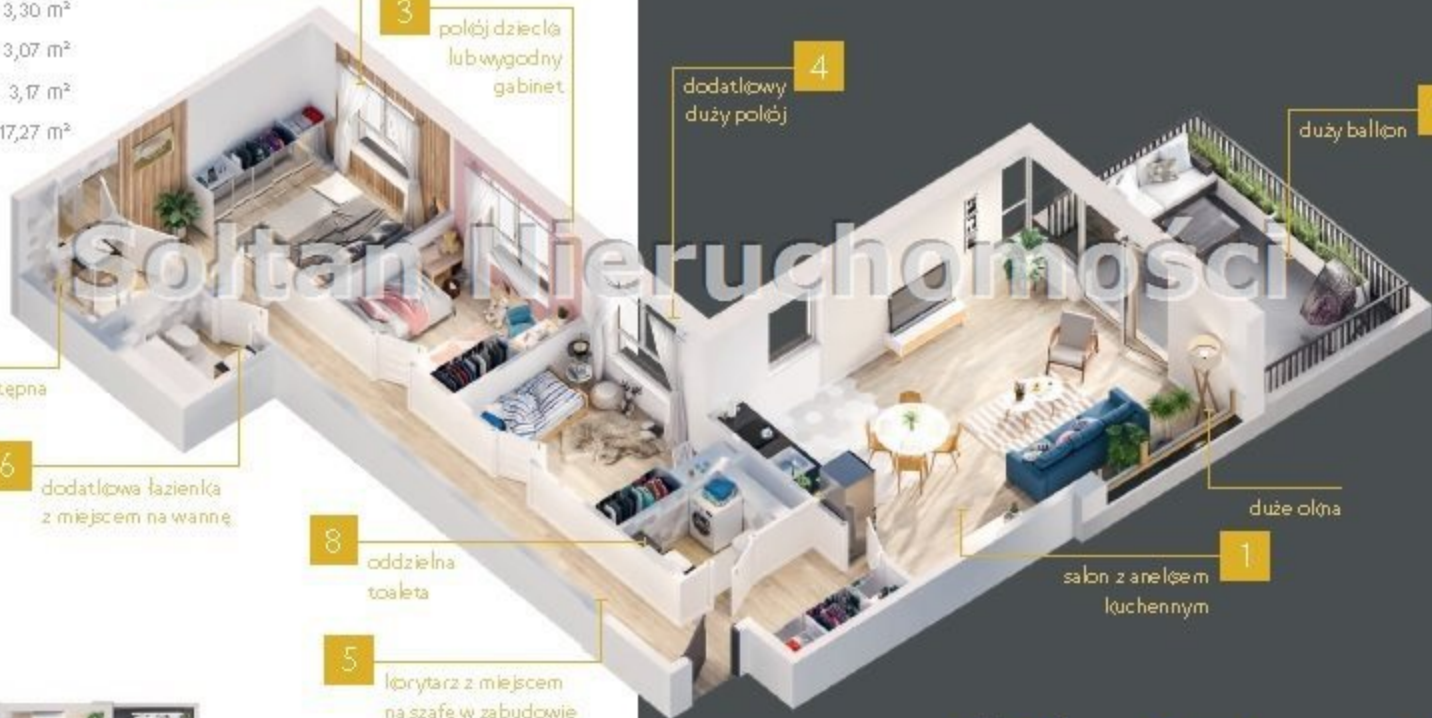 3,30 m²
3,07 m²
3,17 m²
17,27 m²
3
pokój dziecka
lub wygodny
gabinet
4
dodatkowy
duży pokój
duży balkon
Sołtan Nieruchomości
6
dodatkowa łazienka
z miejscem na wannę
8
oddzielna
toaleta
5
korytarz z miejscem
na szafę w zabudowie
duże okna
1
salon z aneksem
kuchennym